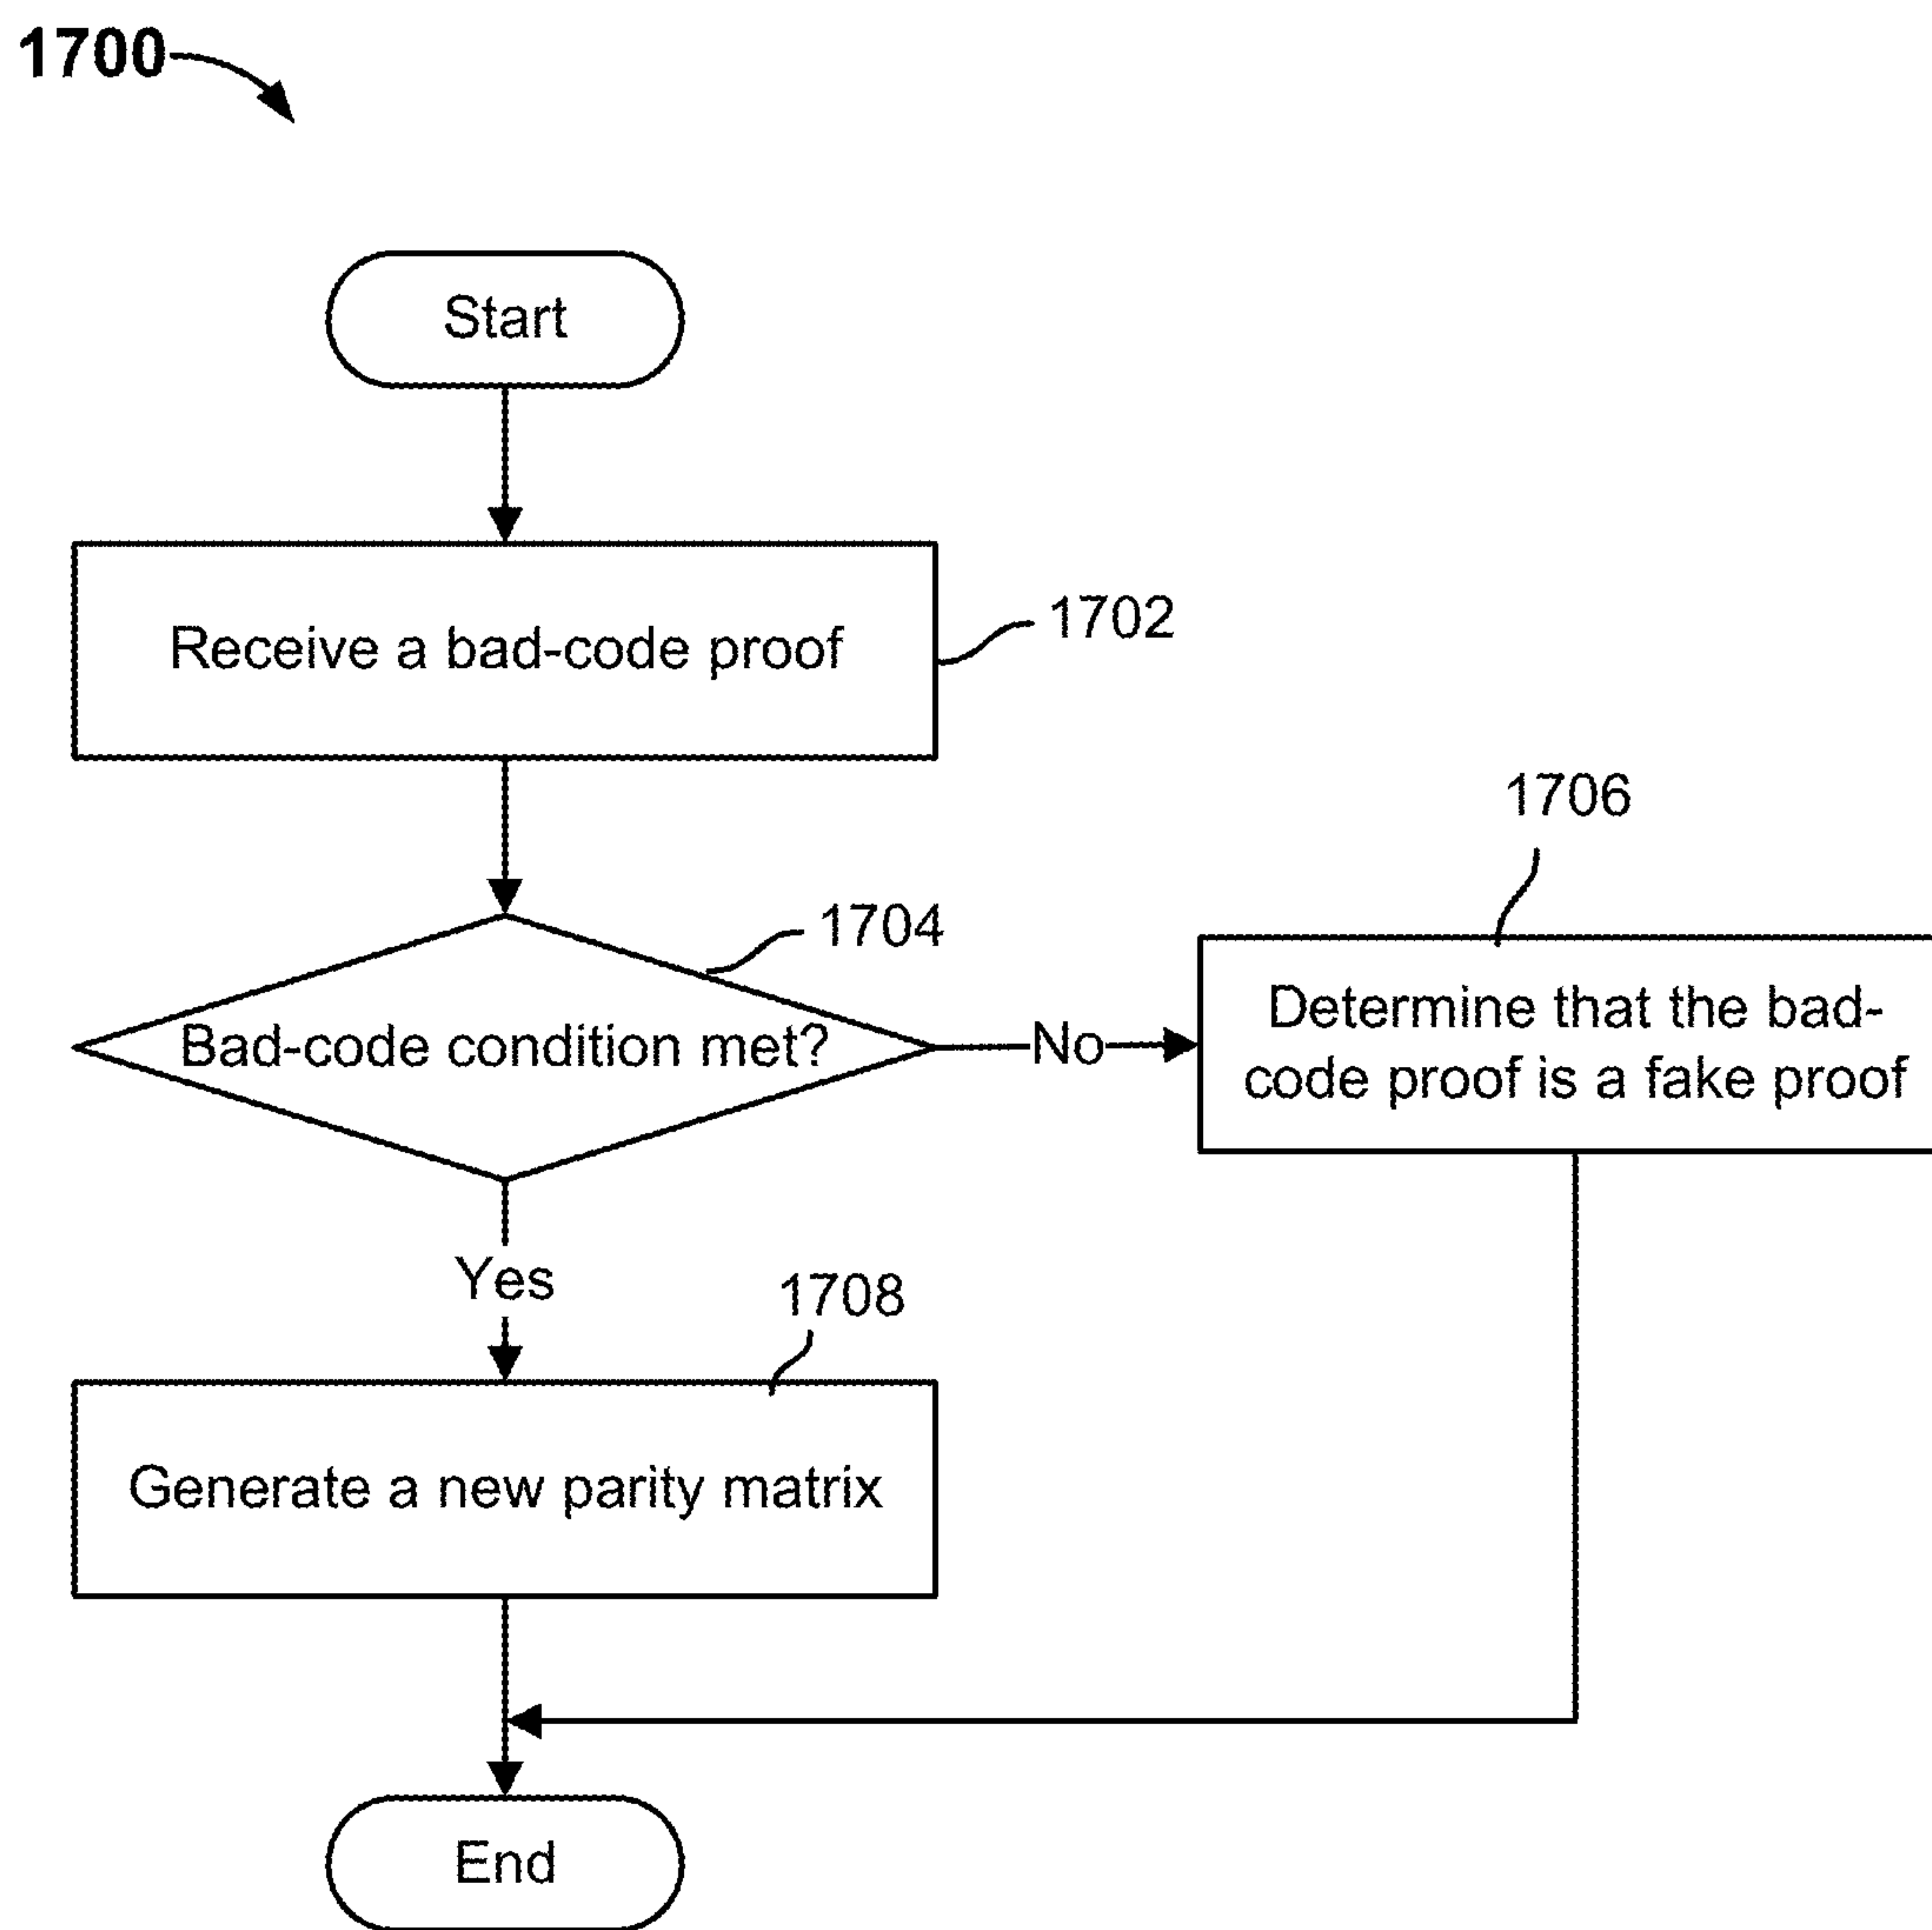 1700
Start
Receive a bad-code proof
1702
1706
1704
Bad-code condition met?
No
Determine that the bad-
code proof is a fake proof
Yes
1708
Generate a new parity matrix
End